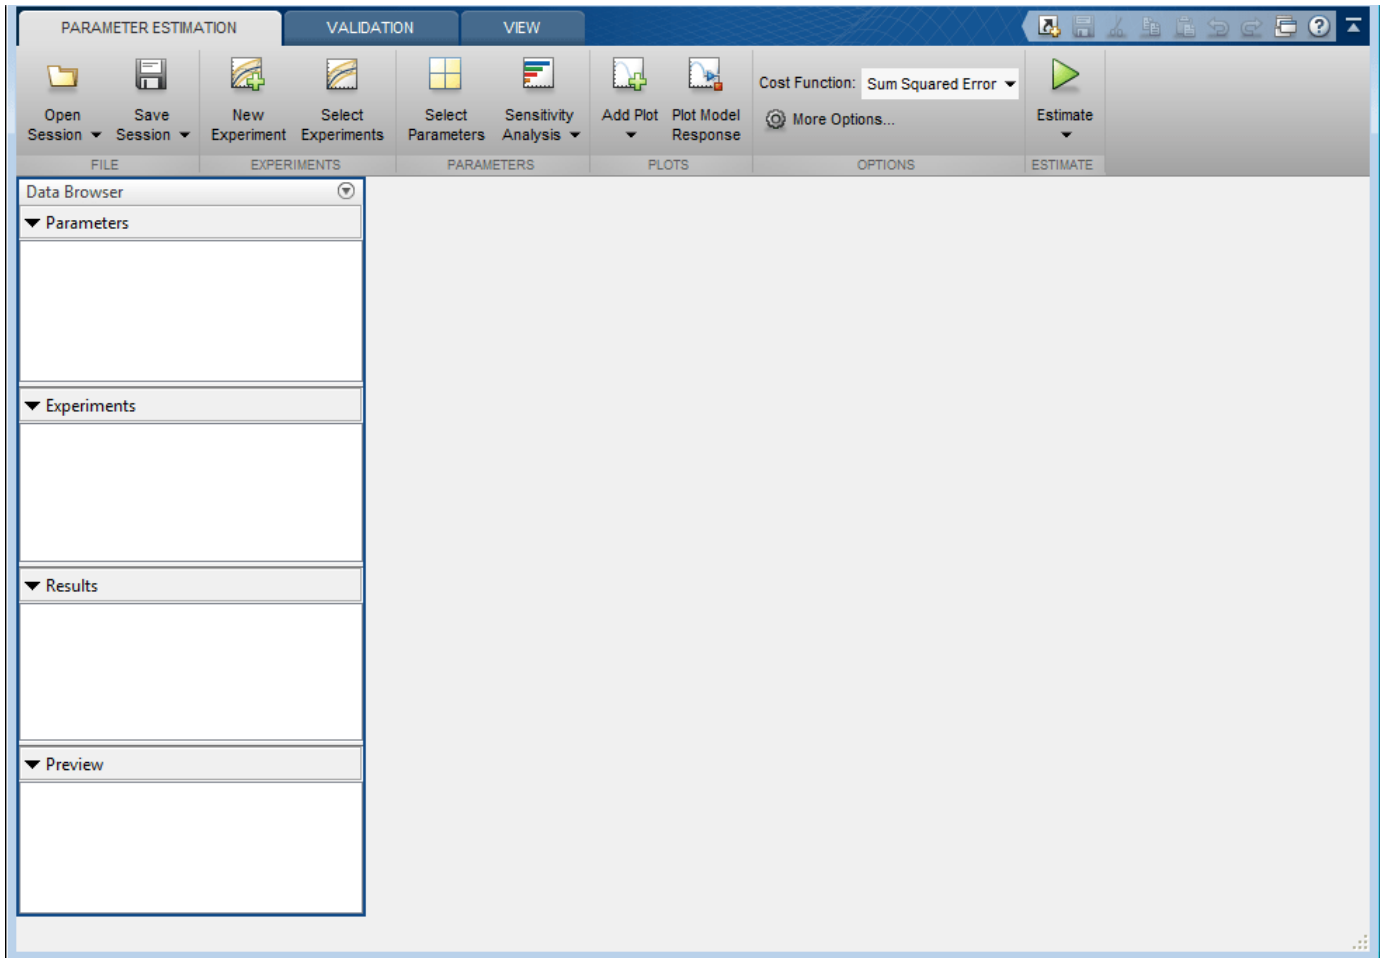 PARAMETER ESTIMATION VALIDATION VIEW
Open Session Save Session New Experiment Select Experiments Select Parameters Sensitivity Analysis Add Plot Plot Model Response Cost Function: Sum Squared Error Estimate
More Options...
FILE EXPERIMENTS PARAMETERS PLOTS OPTIONS ESTIMATE
Data Browser
Parameters
Experiments
Results
Preview